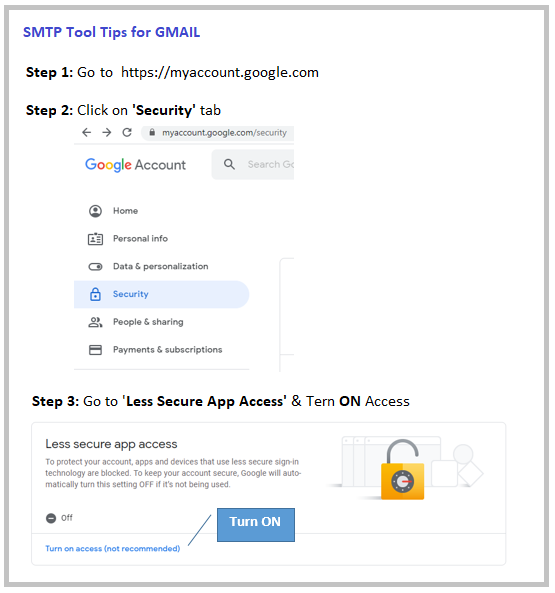 SMTP Tool Tips for GMAIL
Step 1: Go to https://myaccount.google.com
Step 2: Click on 'Security' tab
myaccount.google.com/security
Google Account
Search Go
Home
Personal info
Data & personalization
Security
People & sharing
Payments & subscriptions
Step 3: Go to 'Less Secure App Access' & Tern ON Access
Less secure app access
To protect your account, apps and devices that use less secure sign-in
technology are blocked. To keep your account secure, Google will auto-
matically turn this setting OFF if it's not being used.
Off
Turn ON
Turn on access (not recommended)